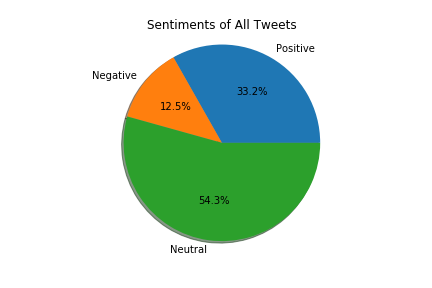 Sentiments of All Tweets
Positive
Negative
33.2%
12.5%
54.3%
Neutral